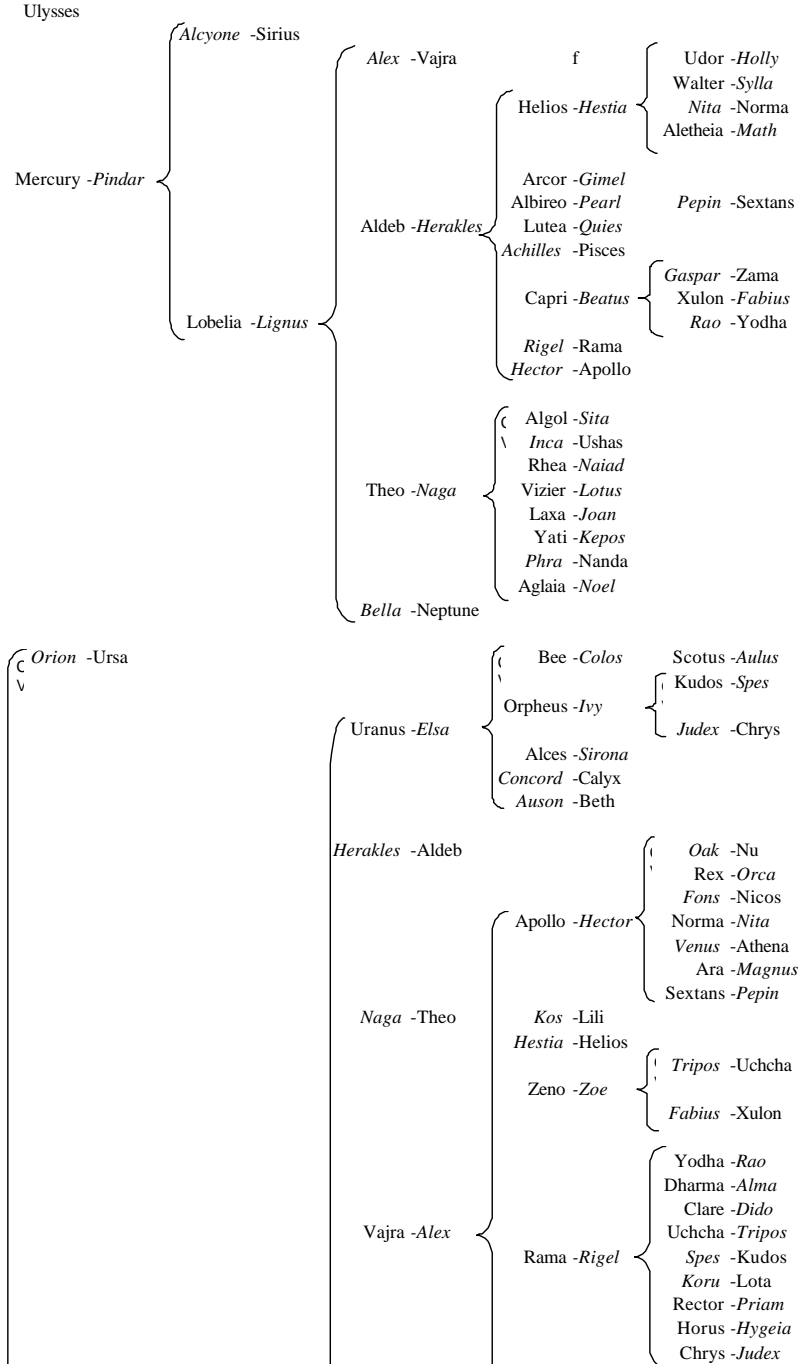 Ulysses
Alcyone -Sirius
Alex -Vajra f Udor -Holly
Walter -Sylla
Helios -Hestia Nita -Norma
Aletheia -Math
Mercury -Pindar Arcor -Gimel
Albireo -Pearl Pepin -Sextans
Aldeb -Herakles Lutea -Quies
Achilles -Pisces
Gaspar -Zama
Capri -Beatus Xulon -Fabius
Lobelia -Lignus Rao -Yodha
Rigel -Rama
Hector -Apollo
Algol -Sita
Inca -Ushas
Rhea -Naiad
Theo -Naga Vizier -Lotus
Laxa -Joan
Yati -Kepos
Phra -Nanda
Aglaia -Noel
Bella -Neptune
Orion -Ursa Bee -Colos Scotus -Aulus
Kudos -Spes
Orpheus -Ivy
Uranus -Elsa Judex -Chrys
Alces -Sirona
Concord -Calyx
Auson -Beth
Herakles -Aldeb Oak -Nu
Rex -Orca
Fons -Nicos
Apollo -Hector Norma -Nita
Venus -Athena
Ara -Magnus
Sextans -Pepin
Naga -Theo Kos -Lili
Hestia -Helios
Tripos -Uchcha
Zeno -Zoe
Fabius -Xulon
Yodha -Rao
Dharma -Alma
Clare -Dido
Vajra -Alex Uchcha -Tripos
Rama -Rigel Spes -Kudos
Koru -Lota
Rector -Priam
Horus -Hygeia
Chrys -Judex